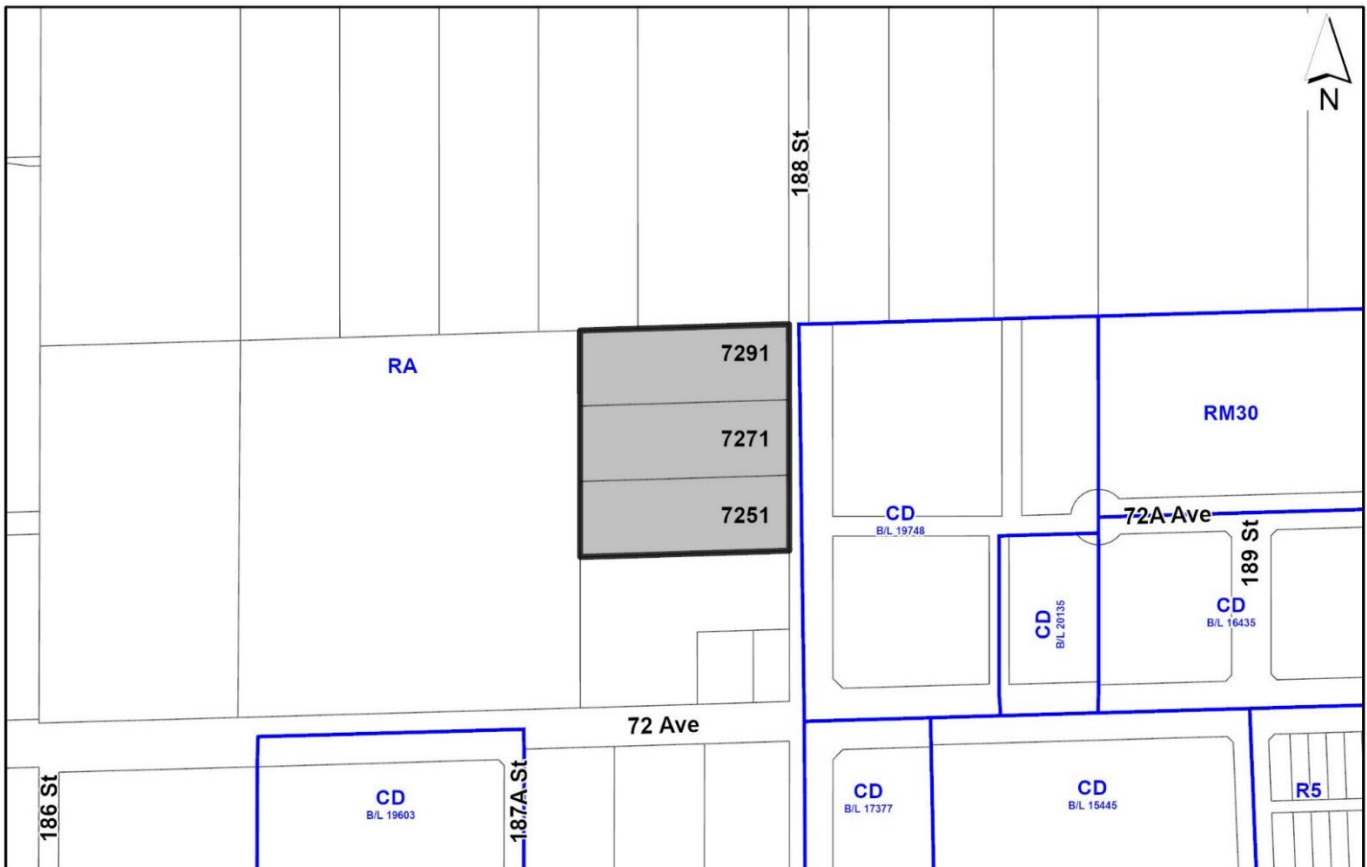 N
188 St
RA
7291
7271
7251
RM30
CD
B/L 19748
72A Ave
189 St
CD
B/L 20135
CD
B/L 16435
72 Ave
186 St
CD
B/L 19603
187A St
CD
B/L 17377
CD
B/L 15445
R5